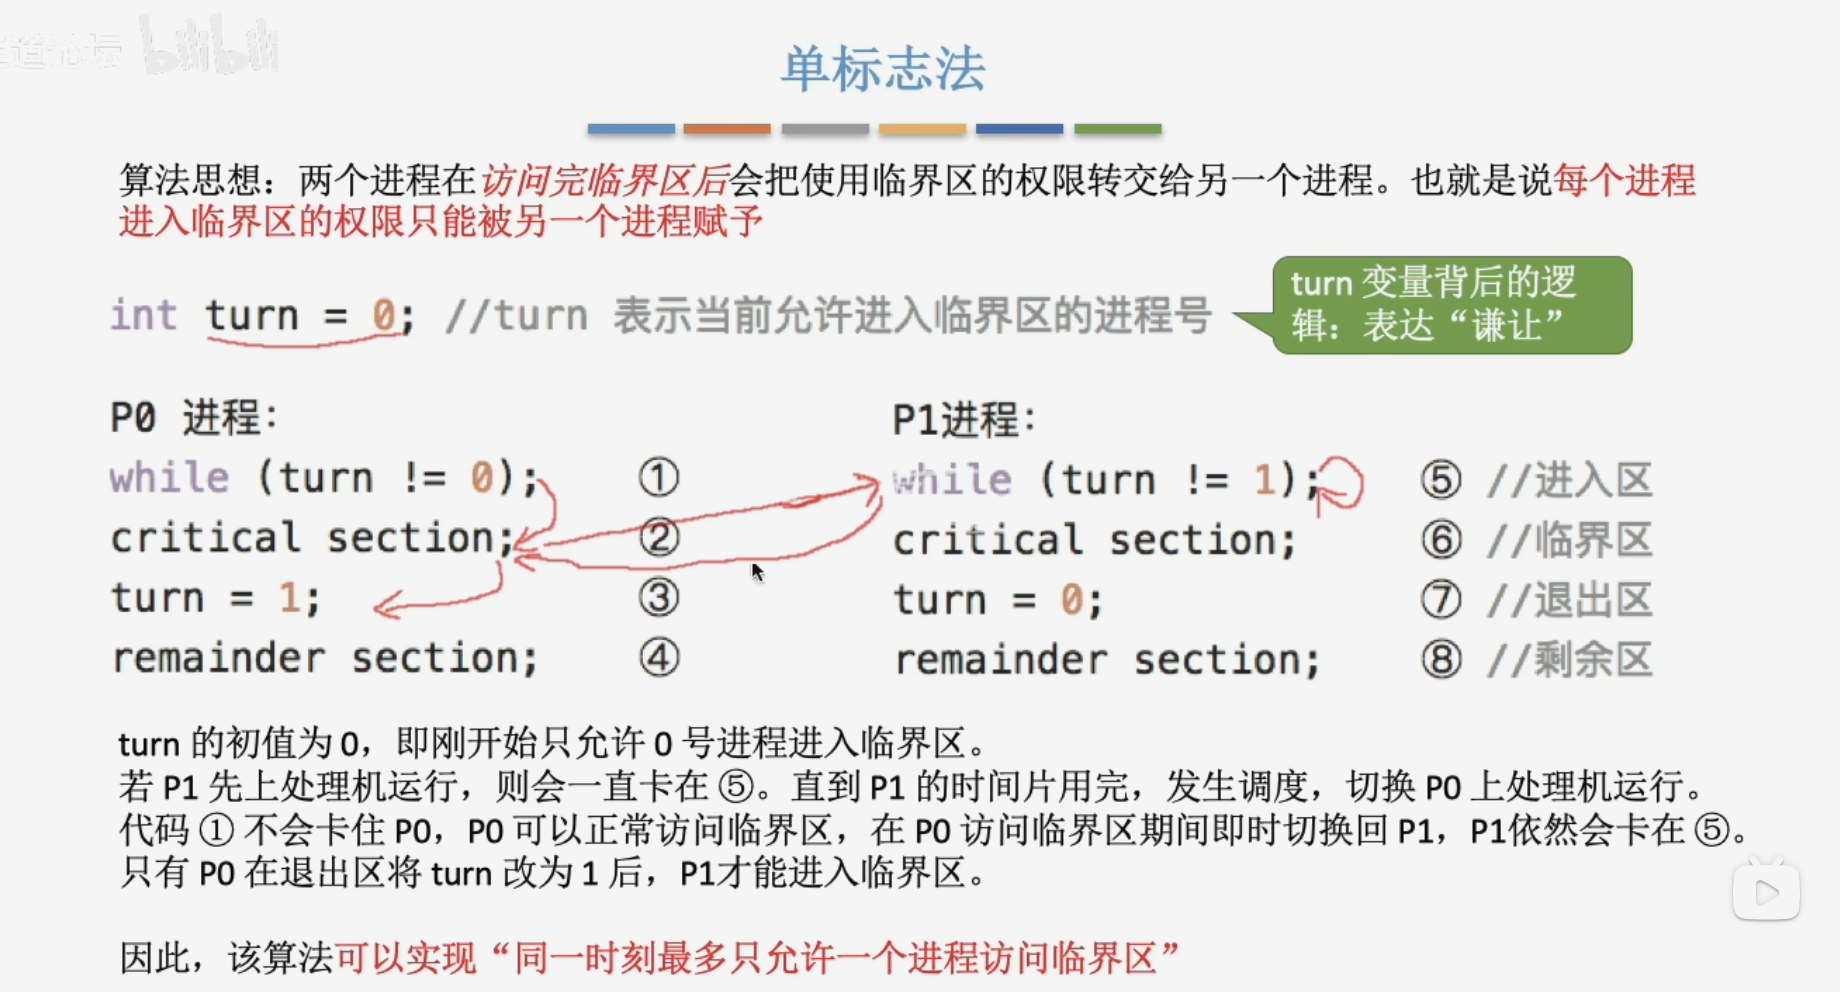 王道论坛 bilibili
单标志法
算法思想：两个进程在访问完临界区后会把使用临界区的权限转交给另一个进程。也就是说每个进程
进入临界区的权限只能被另一个进程赋予
int turn = 0; //turn 表示当前允许进入临界区的进程号
turn 变量背后的逻
辑：表达“谦让”
P0 进程：
while (turn != 0); ①
critical section; ②
turn = 1; ③
remainder section; ④
P1进程：
while (turn != 1); ⑤ //进入区
critical section; ⑥ //临界区
turn = 0; ⑦ //退出区
remainder section; ⑧ //剩余区
turn 的初值为 0，即刚开始只允许 0 号进程进入临界区。
若 P1 先上处理机运行，则会一直卡在 ⑤。直到 P1 的时间片用完，发生调度，切换 P0 上处理机运行。
代码 ① 不会卡住 P0，P0 可以正常访问临界区，在 P0 访问临界区期间即时切换回 P1，P1依然会卡在 ⑤。
只有 P0 在退出区将 turn 改为 1 后，P1才能进入临界区。
因此，该算法可以实现“同一时刻最多只允许一个进程访问临界区”